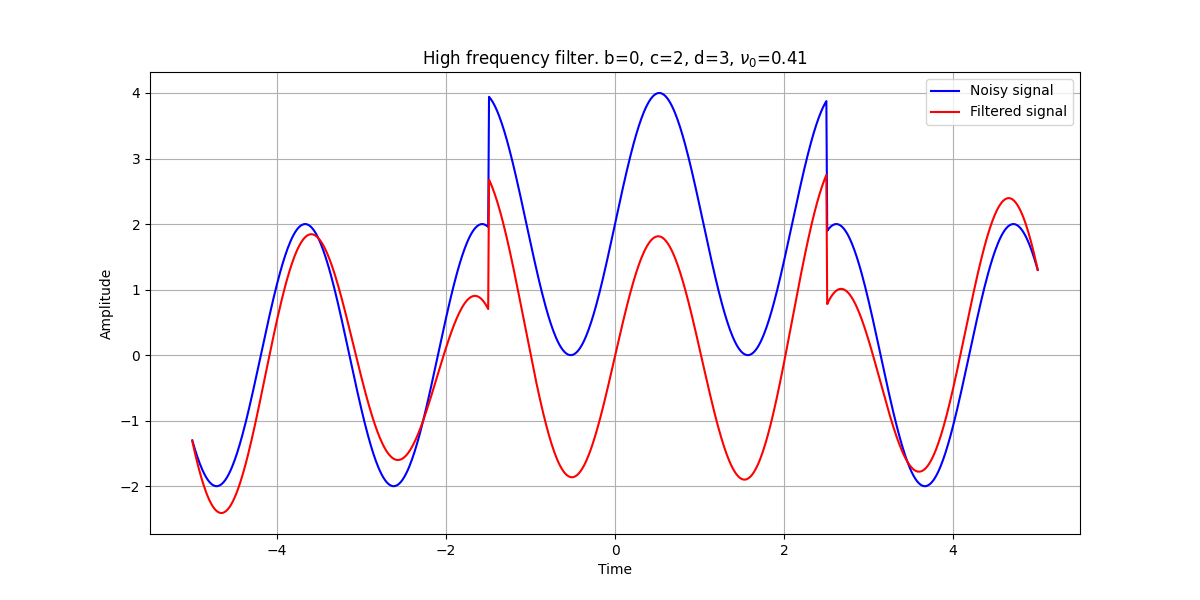 High frequency filter. b=0, c=2, d=3, ν₀=0.41
Noisy signal
Filtered signal
Amplitude
4
3
2
1
0
−1
−2
−4
−2
0
2
4
Time